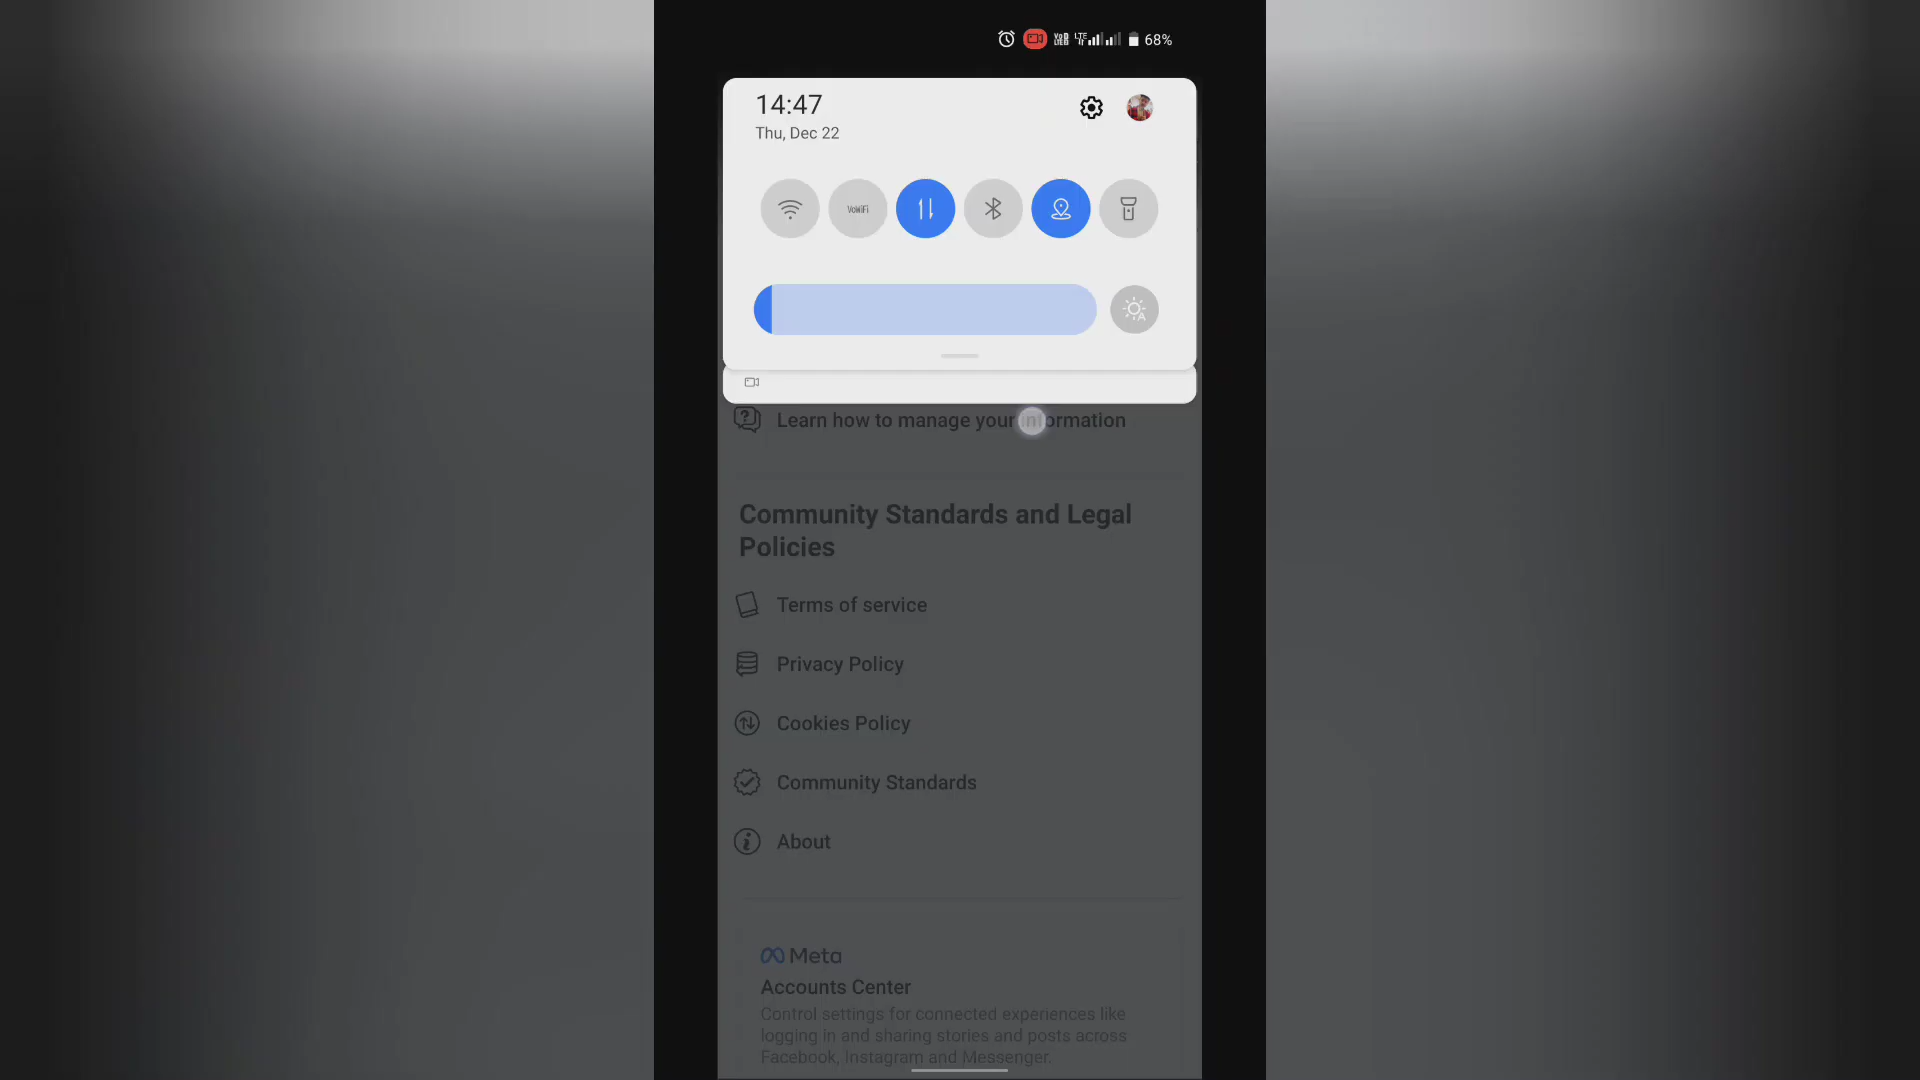 68%
14:47
Thu, Dec 22
VoWiFi
Learn how to manage your information
Community Standards and Legal
Policies
Terms of service
Privacy Policy
Cookies Policy
Community Standards
About
Meta
Accounts Center
Control settings for connected experiences like
logging in and sharing stories and posts across
Facebook, Instagram and Messenger.